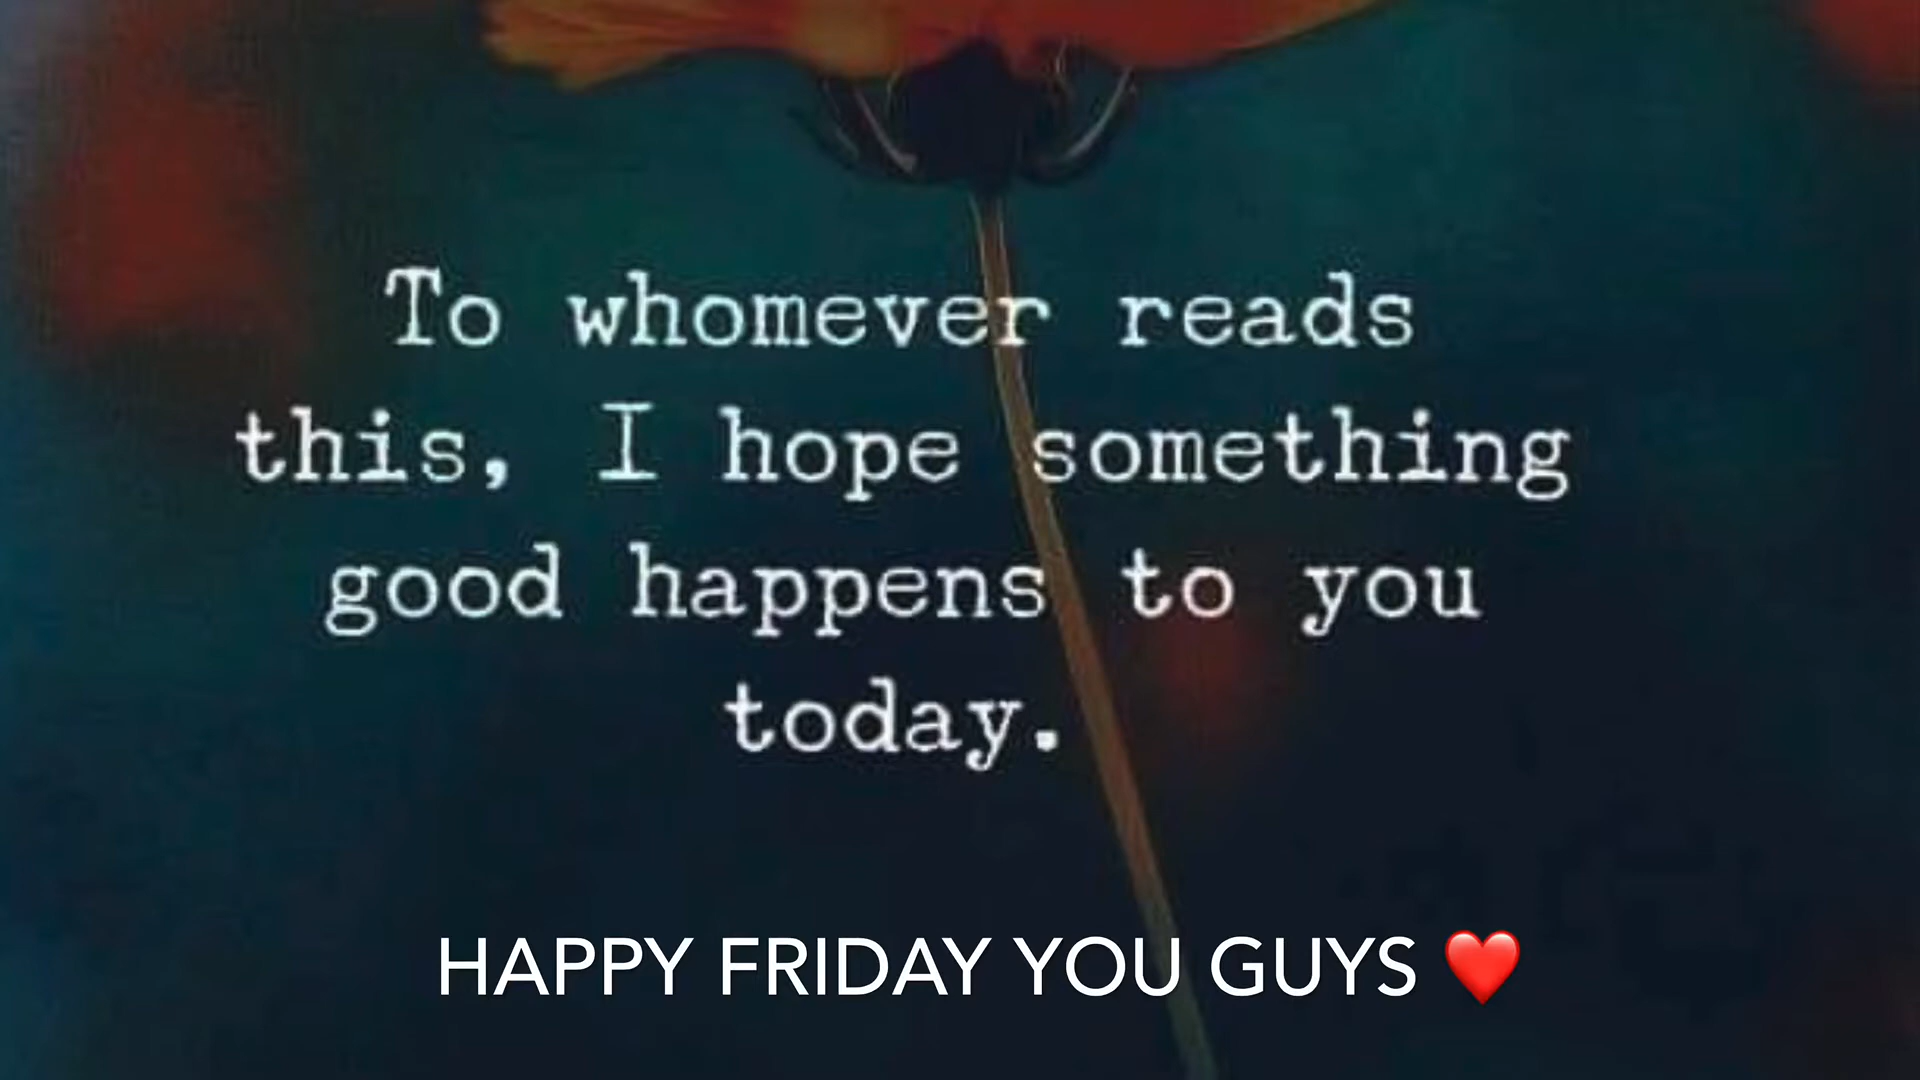 To whomever reads
this, I hope something
good happens to you
today.
HAPPY FRIDAY YOU GUYS ❤️